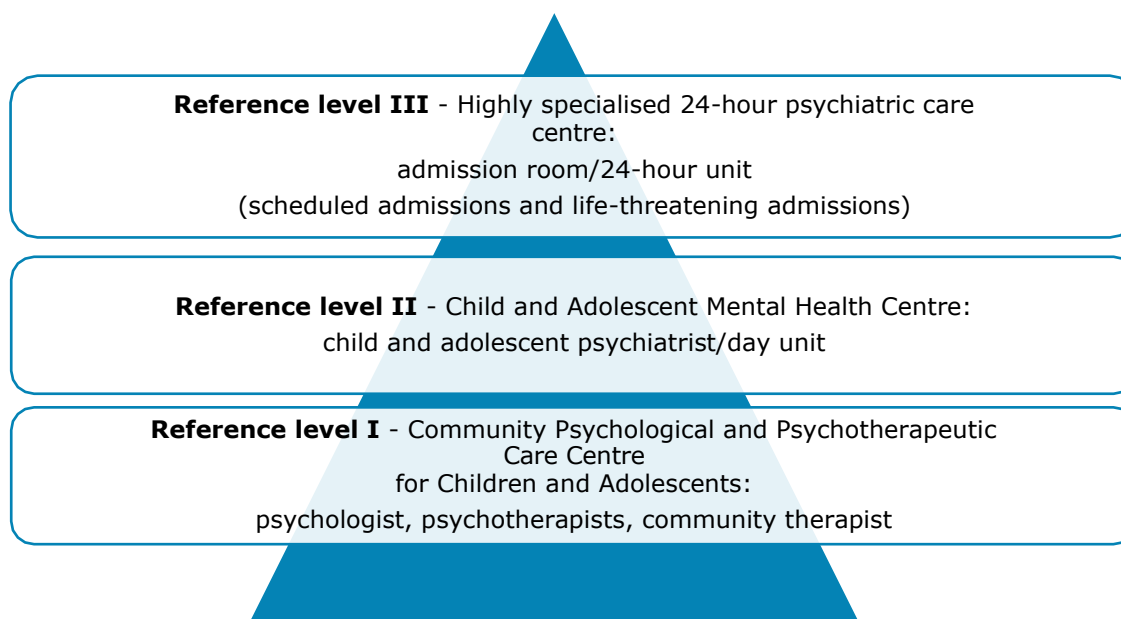 Reference level III - Highly specialised 24-hour psychiatric care
centre:
admission room/24-hour unit
(scheduled admissions and life-threatening admissions)
Reference level II - Child and Adolescent Mental Health Centre:
child and adolescent psychiatrist/day unit
Reference level I - Community Psychological and Psychotherapeutic
Care Centre
for Children and Adolescents:
psychologist, psychotherapists, community therapist